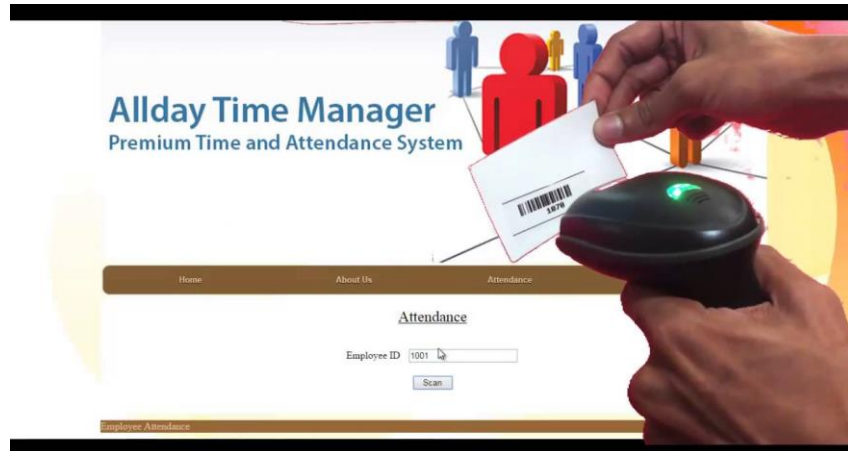 Allday Time Manager
Premium Time and Attendance System
1070
Home
About Us
Attendance
Attendance
Employee ID
1001
Scan
Employee Attendance